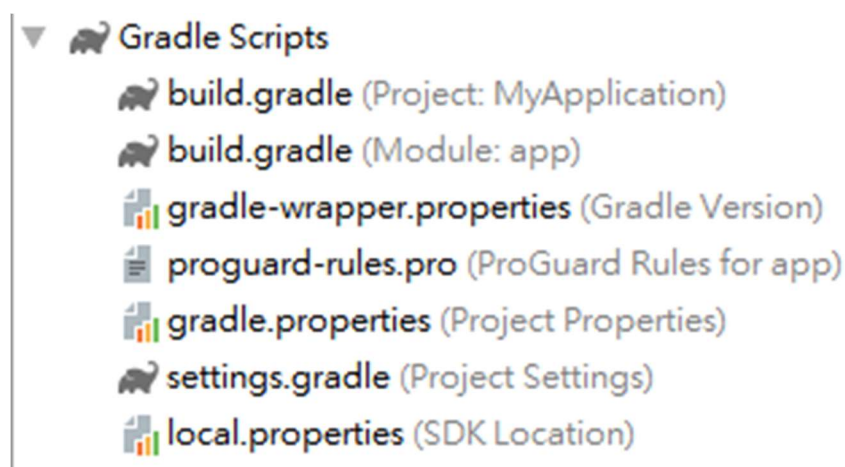 Gradle Scripts
build.gradle (Project: MyApplication)
build.gradle (Module: app)
gradle-wrapper.properties (Gradle Version)
proguard-rules.pro (ProGuard Rules for app)
gradle.properties (Project Properties)
settings.gradle (Project Settings)
local.properties (SDK Location)